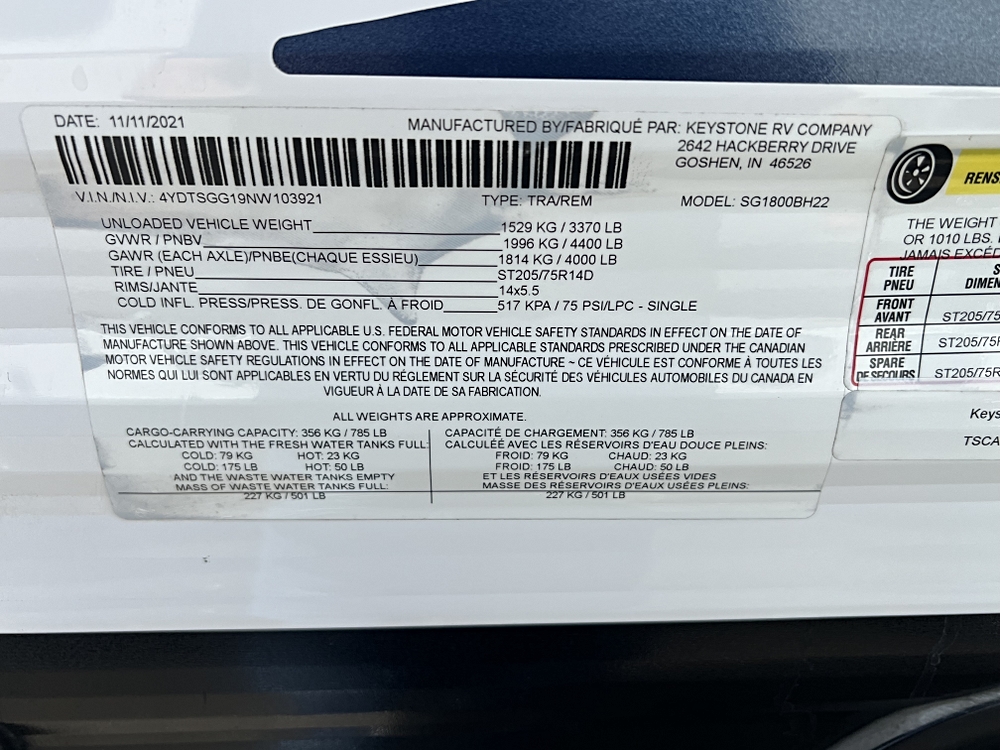 DATE: 11/11/2021
MANUFACTURED BY/FABRIQUÉ PAR: KEYSTONE RV COMPANY
2642 HACKBERRY DRIVE
GOSHEN, IN 46526
V.I.N./N.I.V.: 4YDTSGG19NW103921 TYPE: TRA/REM MODEL: SG1800BH22
UNLOADED VEHICLE WEIGHT 1529 KG / 3370 LB
GVWR / PNBV 1996 KG / 4400 LB
GAWR (EACH AXLE)/PNBE(CHAQUE ESSIEU) 1814 KG / 4000 LB
TIRE / PNEU ST205/75R14D
RIMS/JANTE 14x5.5
COLD INFL. PRESS/PRESS. DE GONFL. À FROID 517 KPA / 75 PSI/LPC - SINGLE
THIS VEHICLE CONFORMS TO ALL APPLICABLE U.S. FEDERAL MOTOR VEHICLE SAFETY STANDARDS IN EFFECT ON THE DATE OF
MANUFACTURE SHOWN ABOVE. THIS VEHICLE CONFORMS TO ALL APPLICABLE STANDARDS PRESCRIBED UNDER THE CANADIAN
MOTOR VEHICLE SAFETY REGULATIONS IN EFFECT ON THE DATE OF MANUFACTURE ~ CE VÉHICULE EST CONFORME À TOUTES LES
NORMES QUI LUI SONT APPLICABLES EN VERTU DU RÉGLEMENT SUR LA SÉCURITÉ DES VÉHICULES AUTOMOBILES DU CANADA EN
VIGUEUR À LA DATE DE SA FABRICATION.
ALL WEIGHTS ARE APPROXIMATE.
CARGO-CARRYING CAPACITY: 356 KG / 785 LB
CALCULATED WITH THE FRESH WATER TANKS FULL:
COLD: 79 KG HOT: 23 KG
COLD: 175 LB HOT: 50 LB
AND THE WASTE WATER TANKS EMPTY
MASS OF WASTE WATER TANKS FULL:
227 KG / 501 LB
CAPACITÉ DE CHARGEMENT: 356 KG / 785 LB
CALCULÉE AVEC LES RÉSERVOIRS D'EAU DOUCE PLEINS:
FROID: 79 KG CHAUD: 23 KG
FROID: 175 LB CHAUD: 50 LB
ET LES RÉSERVOIRS D'EAUX USÉES VIDES
MASSE DES RÉSERVOIRS D'EAUX USÉES PLEINS:
227 KG / 501 LB
RENS
THE WEIGHT
OR 1010 LBS.
JAMAIS EXCÉD
TIRE
PNEU
S
DIMEN
FRONT
AVANT
ST205/75
REAR
ARRIÈRE
ST205/75R
SPARE
DE SECOURS
ST205/75R
Keys
TSCA